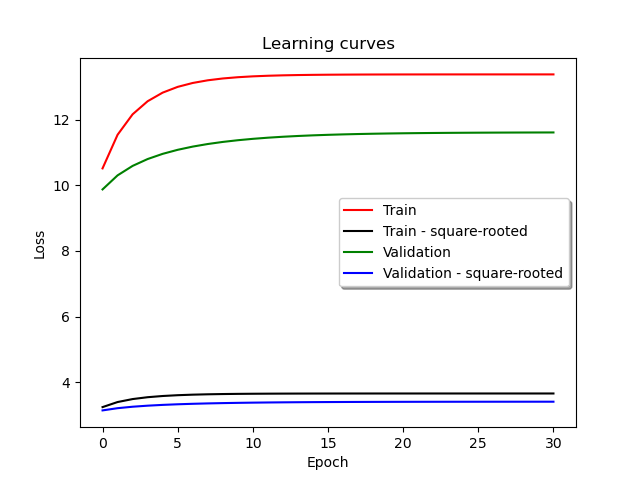 Learning curves
12
10
8
6
4
Loss
Train
Train - square-rooted
Validation
Validation - square-rooted
0 5 10 15 20 25 30
Epoch